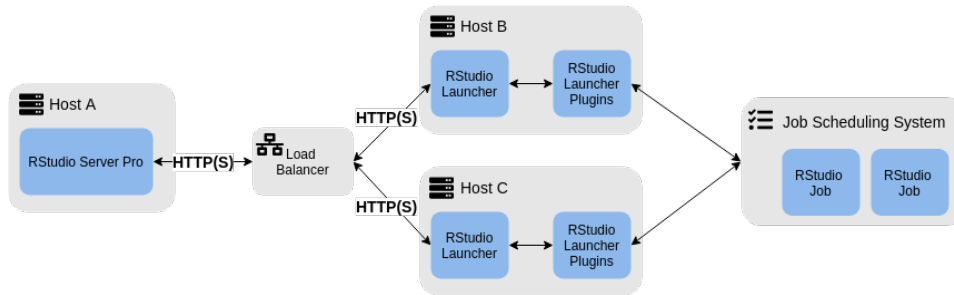 Host A
RStudio Server Pro
HTTP(S)
Load
Balancer
HTTP(S)
HTTP(S)
Host B
RStudio
Launcher
RStudio
Launcher
Plugins
Host C
RStudio
Launcher
RStudio
Launcher
Plugins
Job Scheduling System
RStudio
Job
RStudio
Job